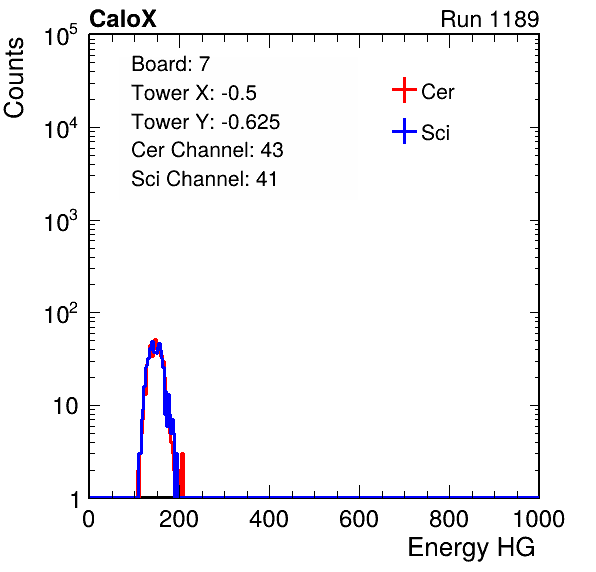 CaloX
Run 1189
Counts
10^5
10^4
10^3
10^2
10
1
Board: 7
Tower X: -0.5
Tower Y: -0.625
Cer Channel: 43
Sci Channel: 41
Cer
Sci
0 200 400 600 800 1000
Energy HG